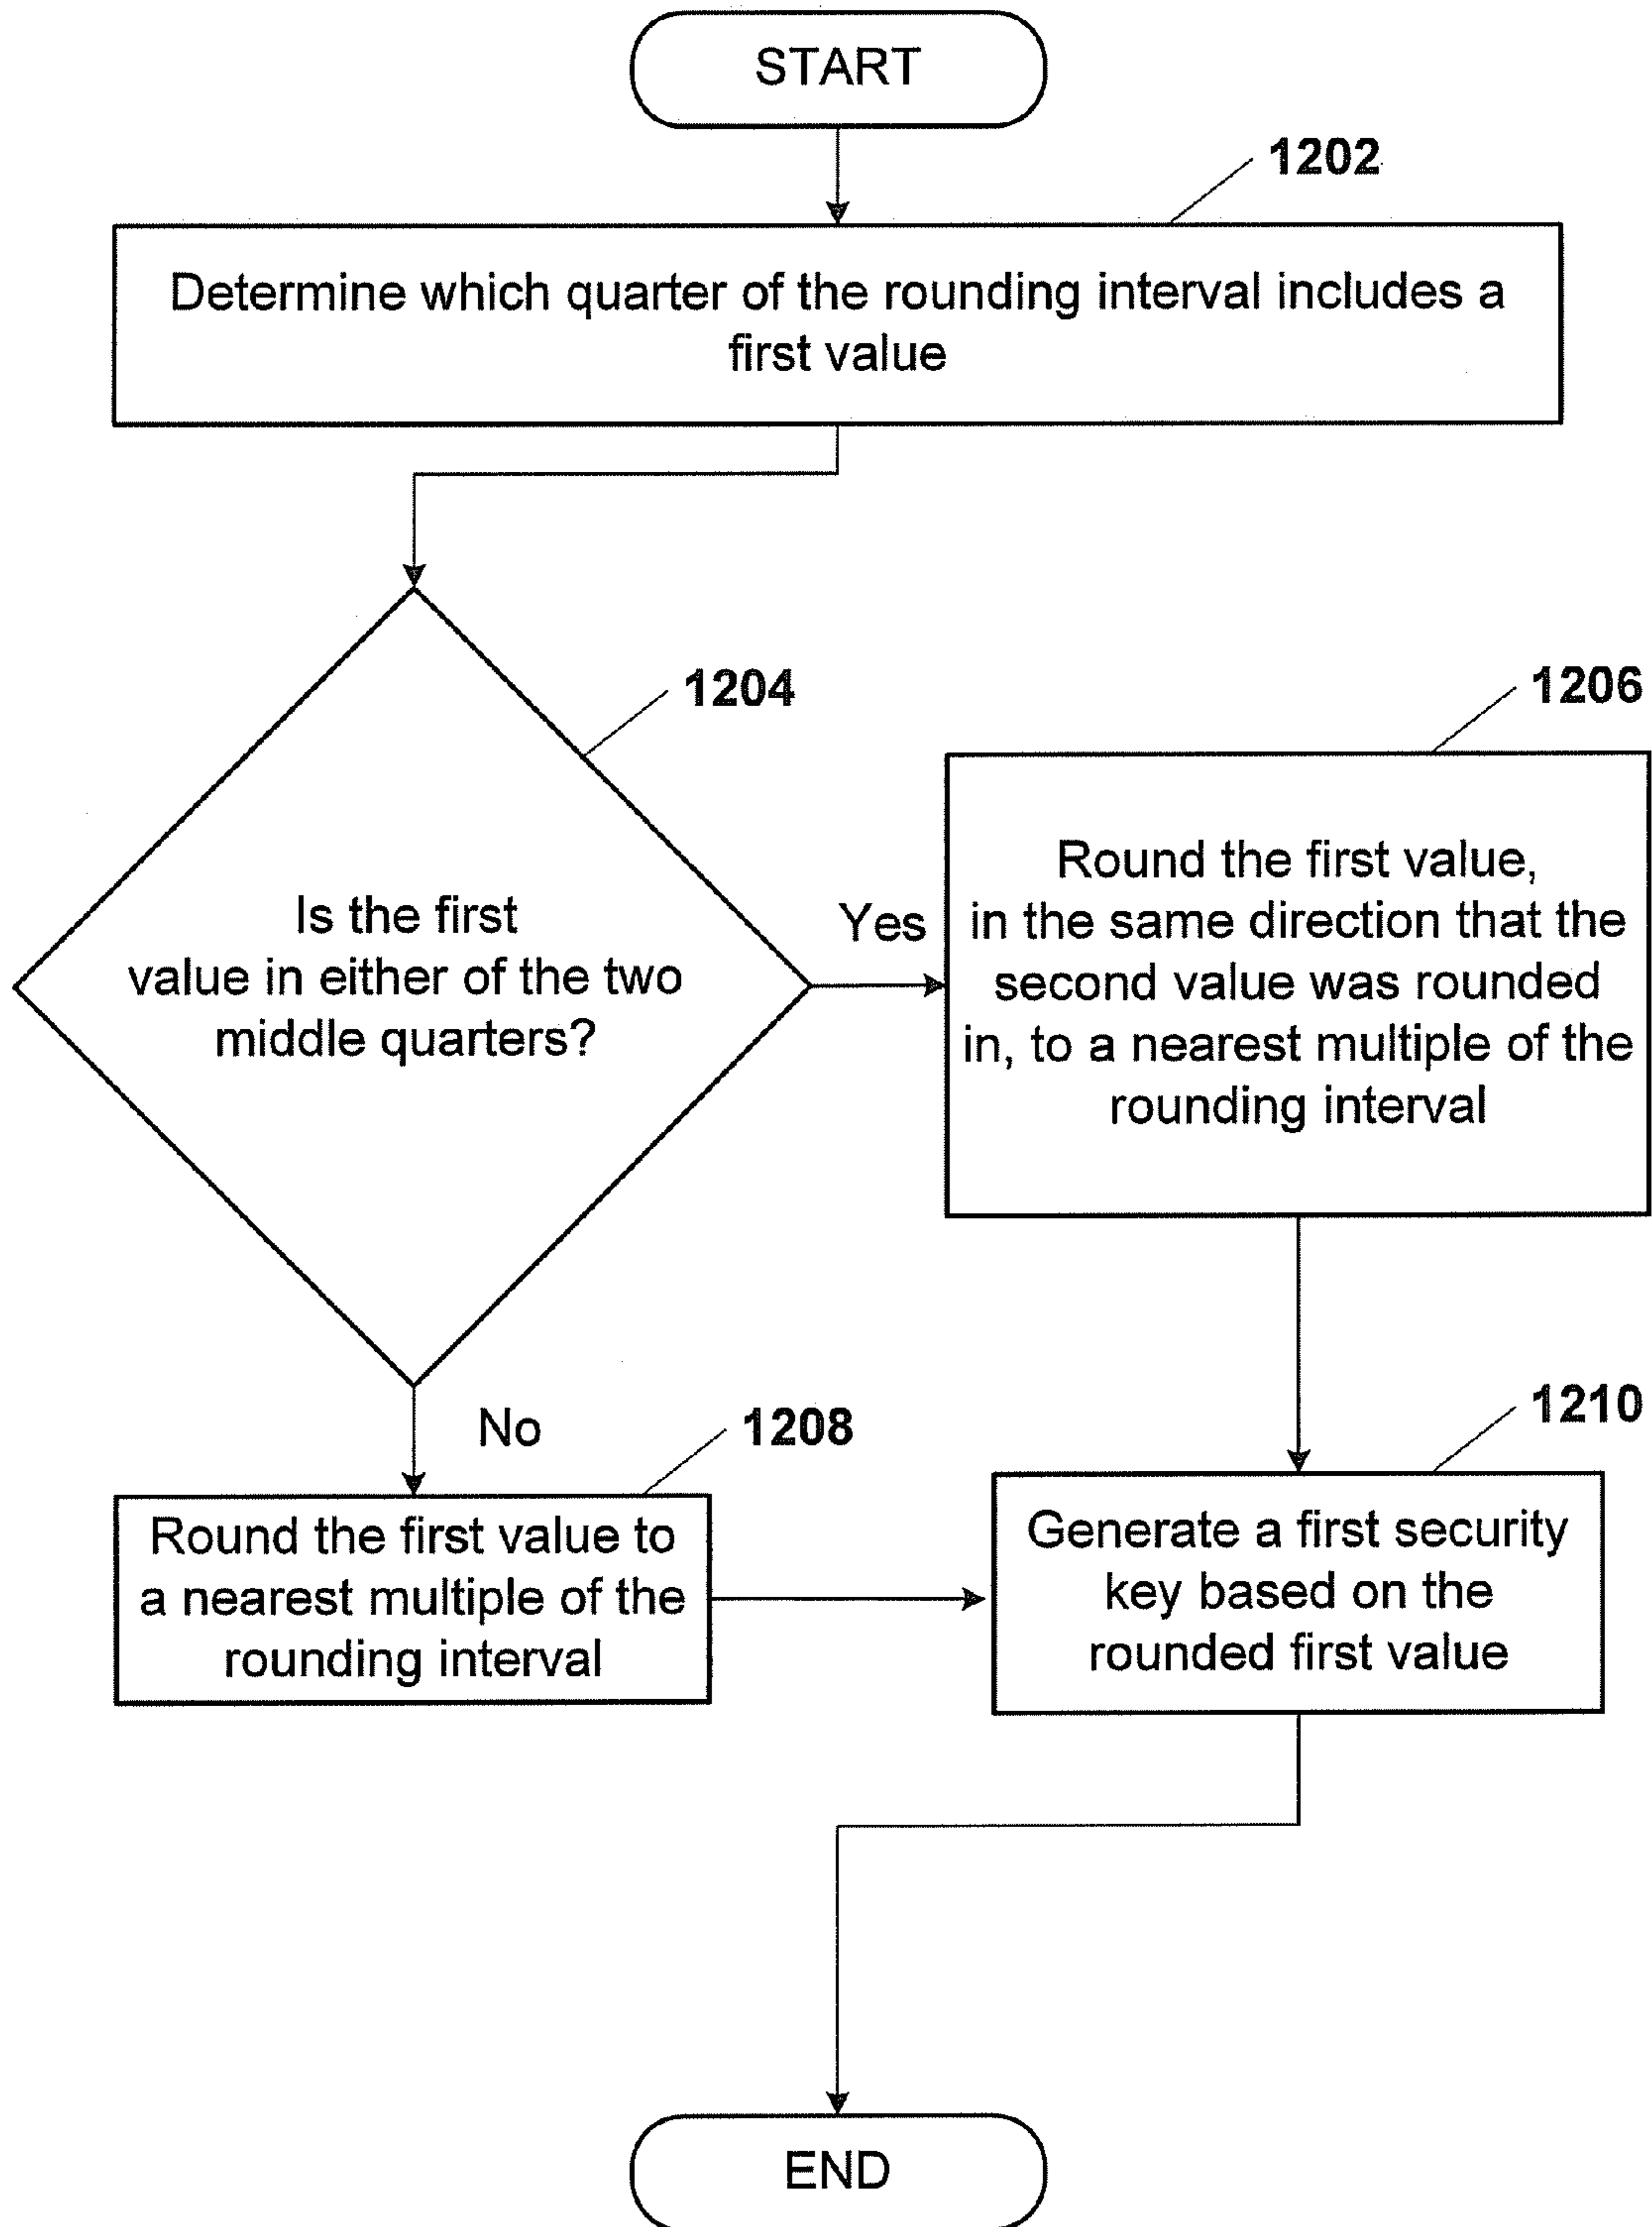 START
1202
Determine which quarter of the rounding interval includes a
first value
1204
Is the first
value in either of the two
middle quarters?
Yes
1206
Round the first value,
in the same direction that the
second value was rounded
in, to a nearest multiple of the
rounding interval
No
1208
Round the first value to
a nearest multiple of the
rounding interval
1210
Generate a first security
key based on the
rounded first value
END